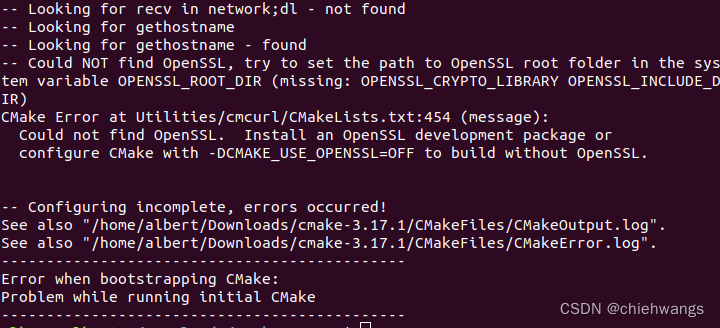 -- Looking for recv in network;dl - not found
-- Looking for gethostname
-- Looking for gethostname - found
-- Could NOT find OpenSSL, try to set the path to OpenSSL root folder in the sys
tem variable OPENSSL_ROOT_DIR (missing: OPENSSL_CRYPTO_LIBRARY OPENSSL_INCLUDE_D
IR)
CMake Error at Utilities/cmcurl/CMakeLists.txt:454 (message):
  Could not find OpenSSL.  Install an OpenSSL development package or
  configure CMake with -DCMAKE_USE_OPENSSL=OFF to build without OpenSSL.
-- Configuring incomplete, errors occurred!
See also "/home/albert/Downloads/cmake-3.17.1/CMakeFiles/CMakeOutput.log".
See also "/home/albert/Downloads/cmake-3.17.1/CMakeFiles/CMakeError.log".
---------------------------------------------
Error when bootstrapping CMake:
Problem while running initial CMake
---------------------------------------------
CSDN @chiehwangs